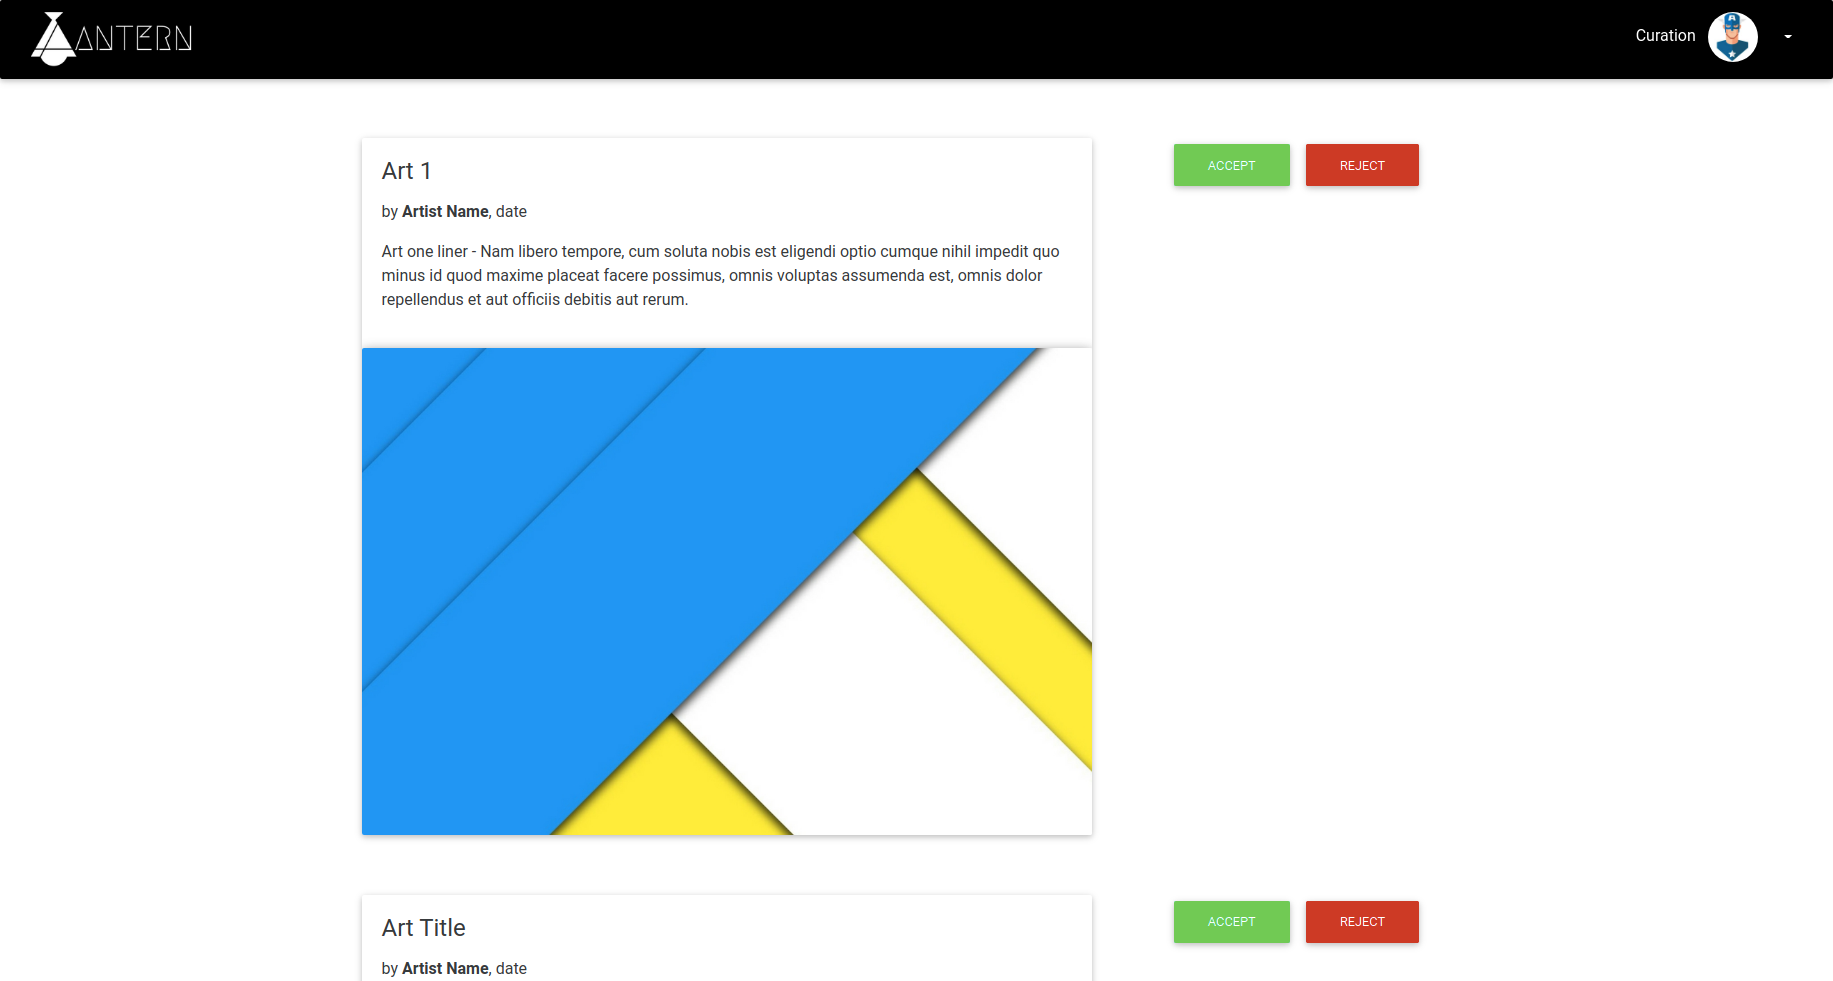 ANTERN
Curation
Art 1
ACCEPT
REJECT
by Artist Name, date
Art one liner - Nam libero tempore, cum soluta nobis est eligendi optio cumque nihil impedit quo
minus id quod maxime placeat facere possimus, omnis voluptas assumenda est, omnis dolor
repellendus et aut officiis debitis aut rerum.
Art Title
ACCEPT
REJECT
by Artist Name, date